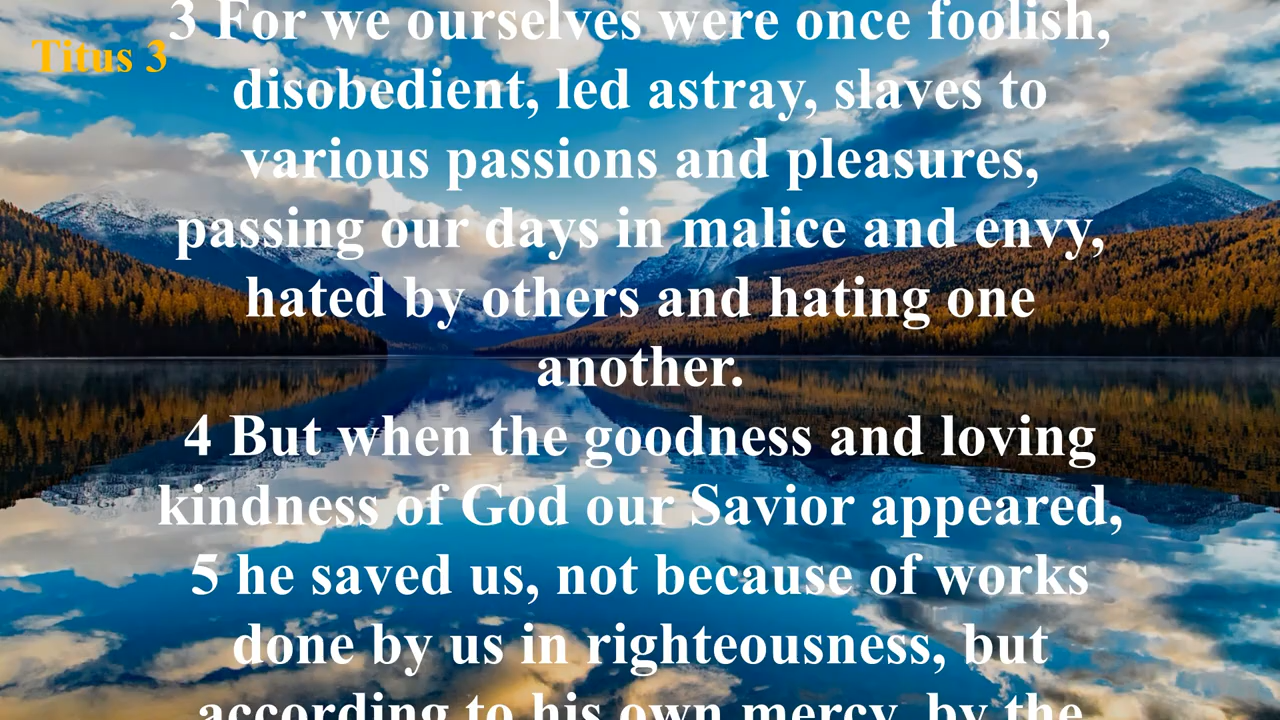 Titus 3
3 For we ourselves were once foolish,
disobedient, led astray, slaves to
various passions and pleasures,
passing our days in malice and envy,
hated by others and hating one
another.
4 But when the goodness and loving
kindness of God our Savior appeared,
5 he saved us, not because of works
done by us in righteousness, but
according to his own mercy, by the